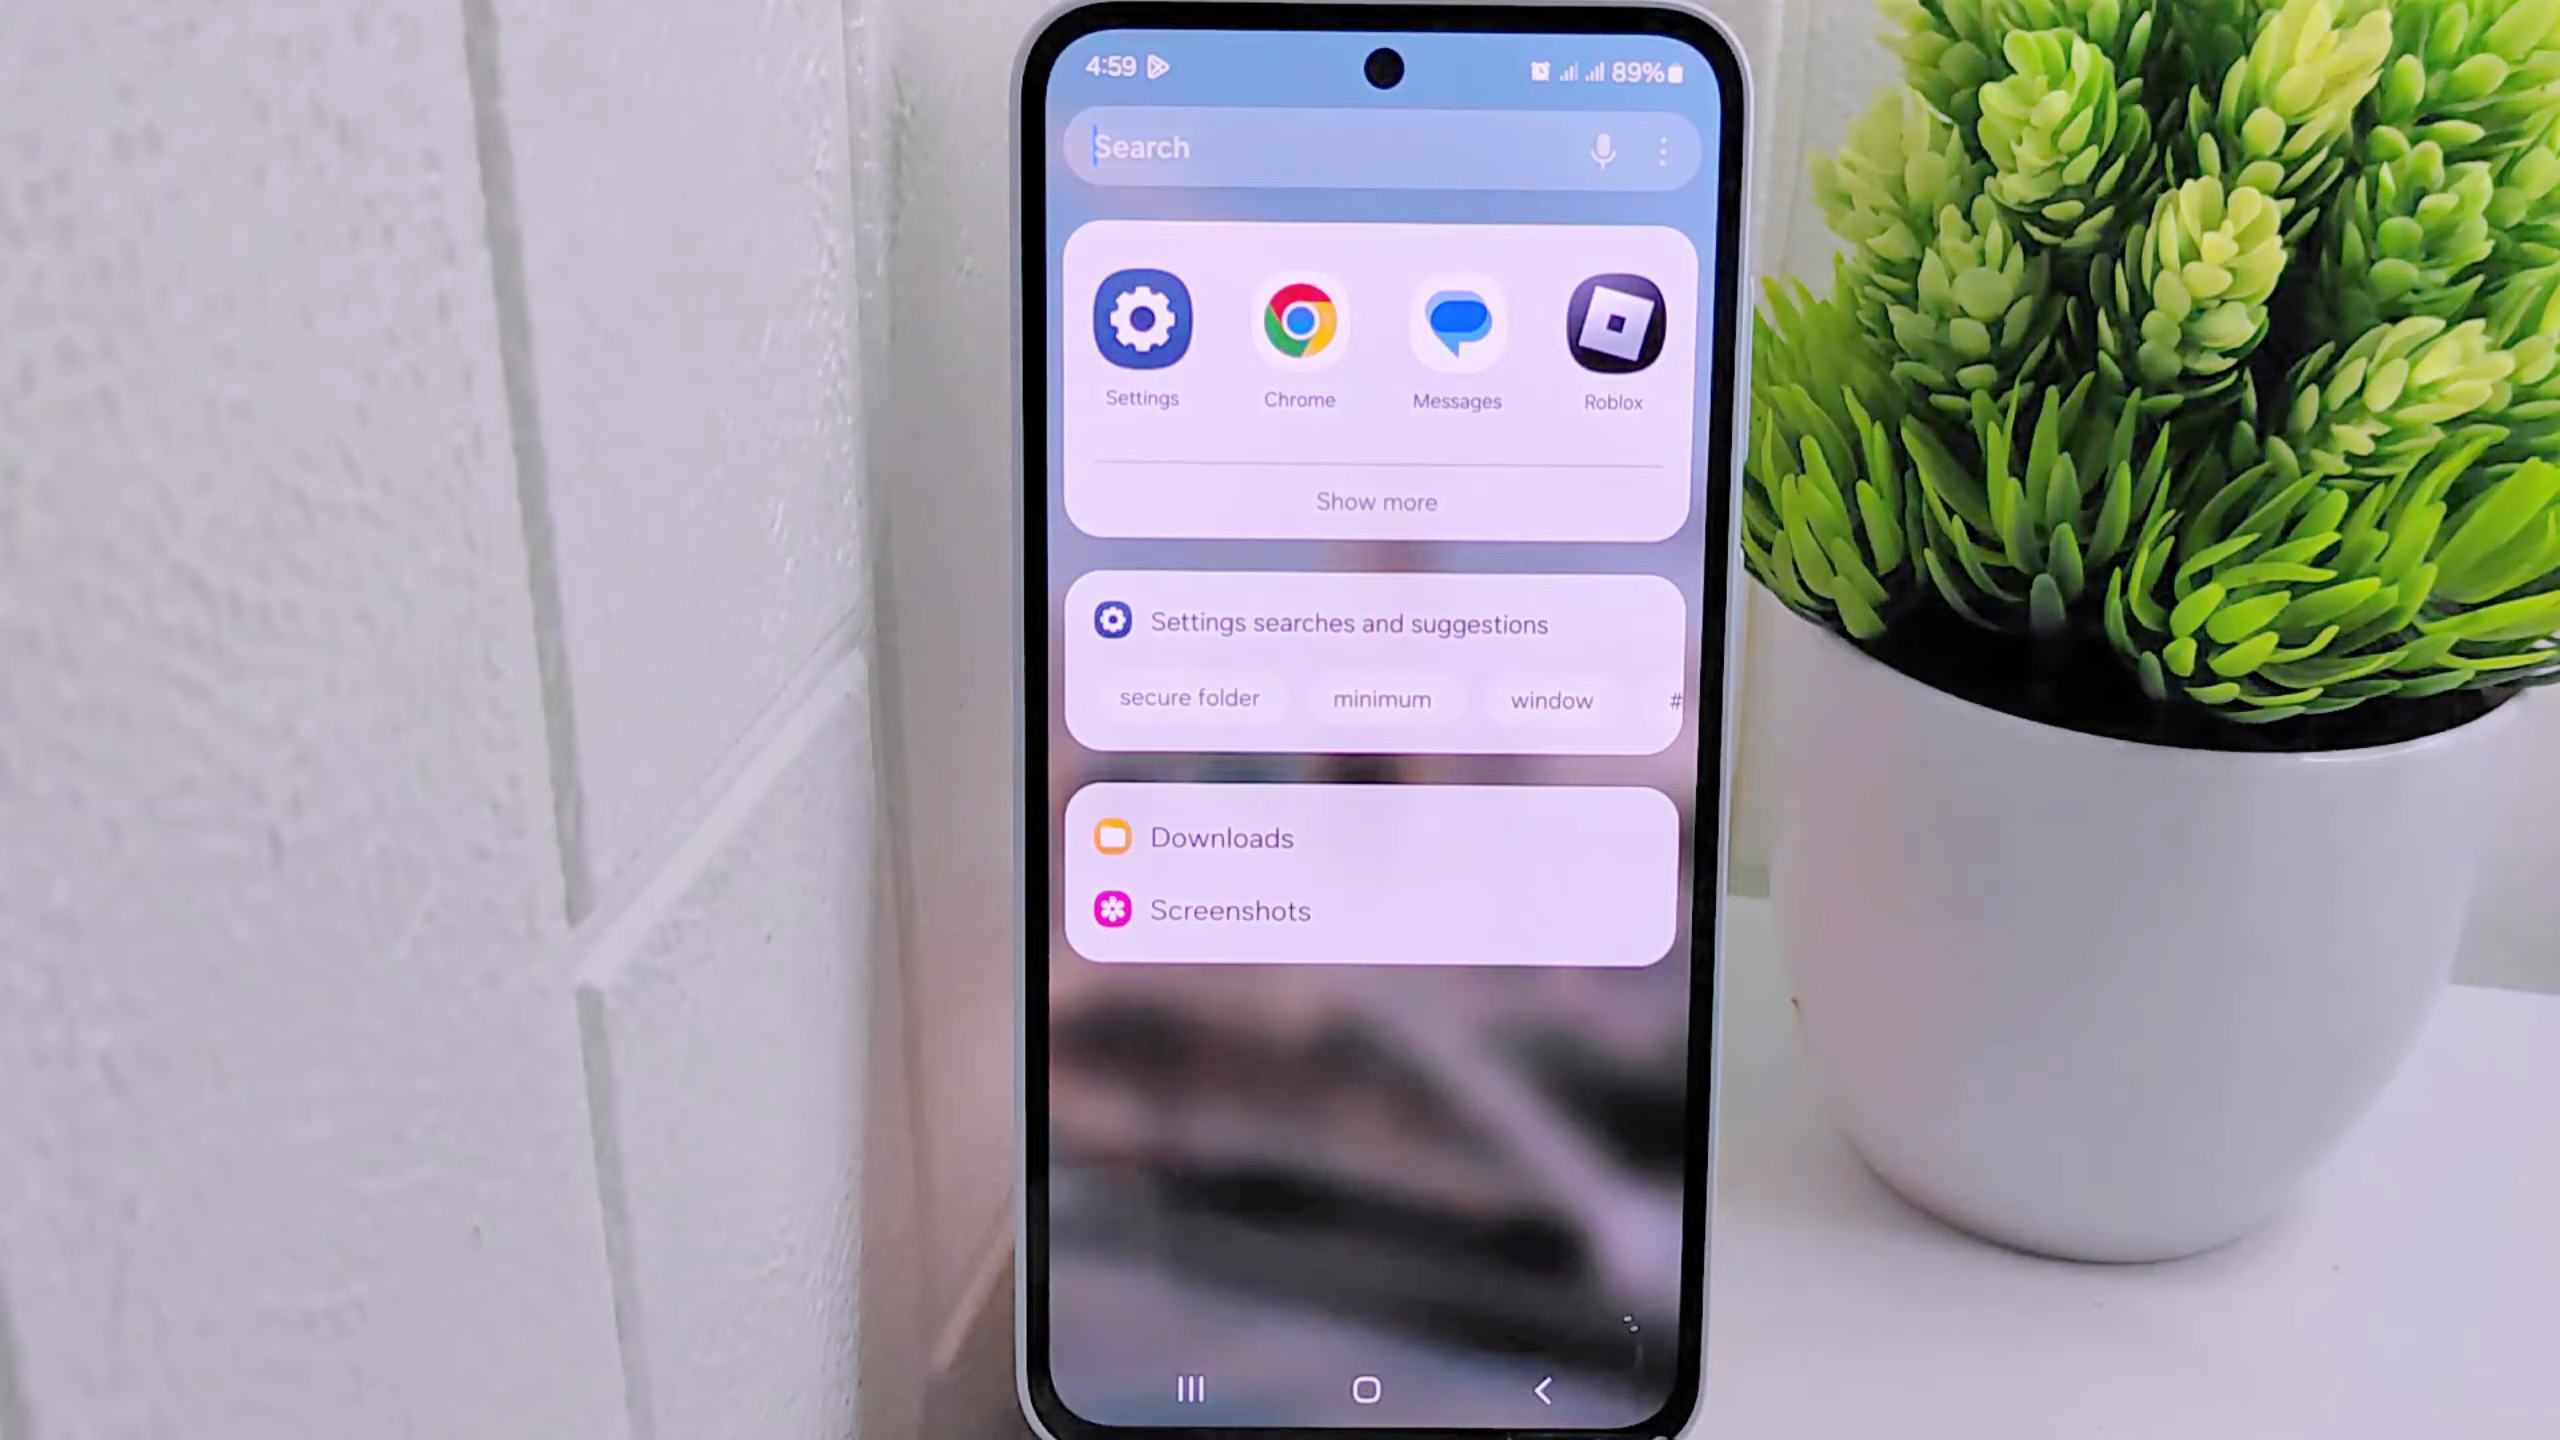 4:59
89%
Search
Settings Chrome Messages Roblox
Show more
Settings searches and suggestions
secure folder minimum window #
Downloads
Screenshots